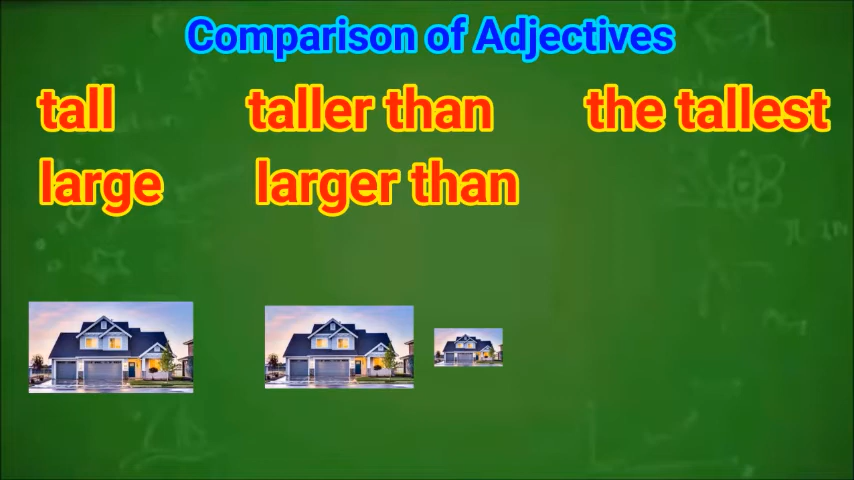 Comparison of Adjectives
tall taller than the tallest
large larger than